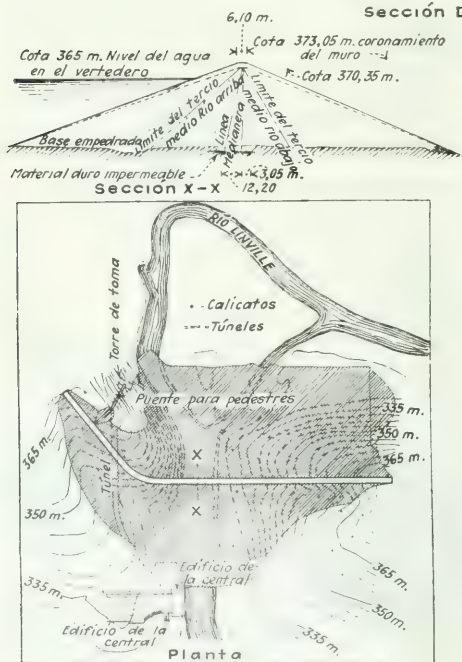 Sección D
6,10 m.
Cota 365 m. Nivel del agua
en el vertedero
Cota 373,05 m. coronamiento
del muro
Cota 370,35 m.
Límite del tercio
medio Río arriba
Línea
medianera
Límite del tercio
medio río abajo
Base empedrada
Material duro impermeable
3,05 m.
12,20
Sección X-X
RÍO LINVILLE
Torre de toma
Calicatos
Túneles
Puente para pedestres
335 m.
350 m.
365 m.
365 m.
X
Túnel
350 m.
X
365 m.
335 m.
Edificio de
la central
350 m.
Edificio de la
central
335 m.
Planta